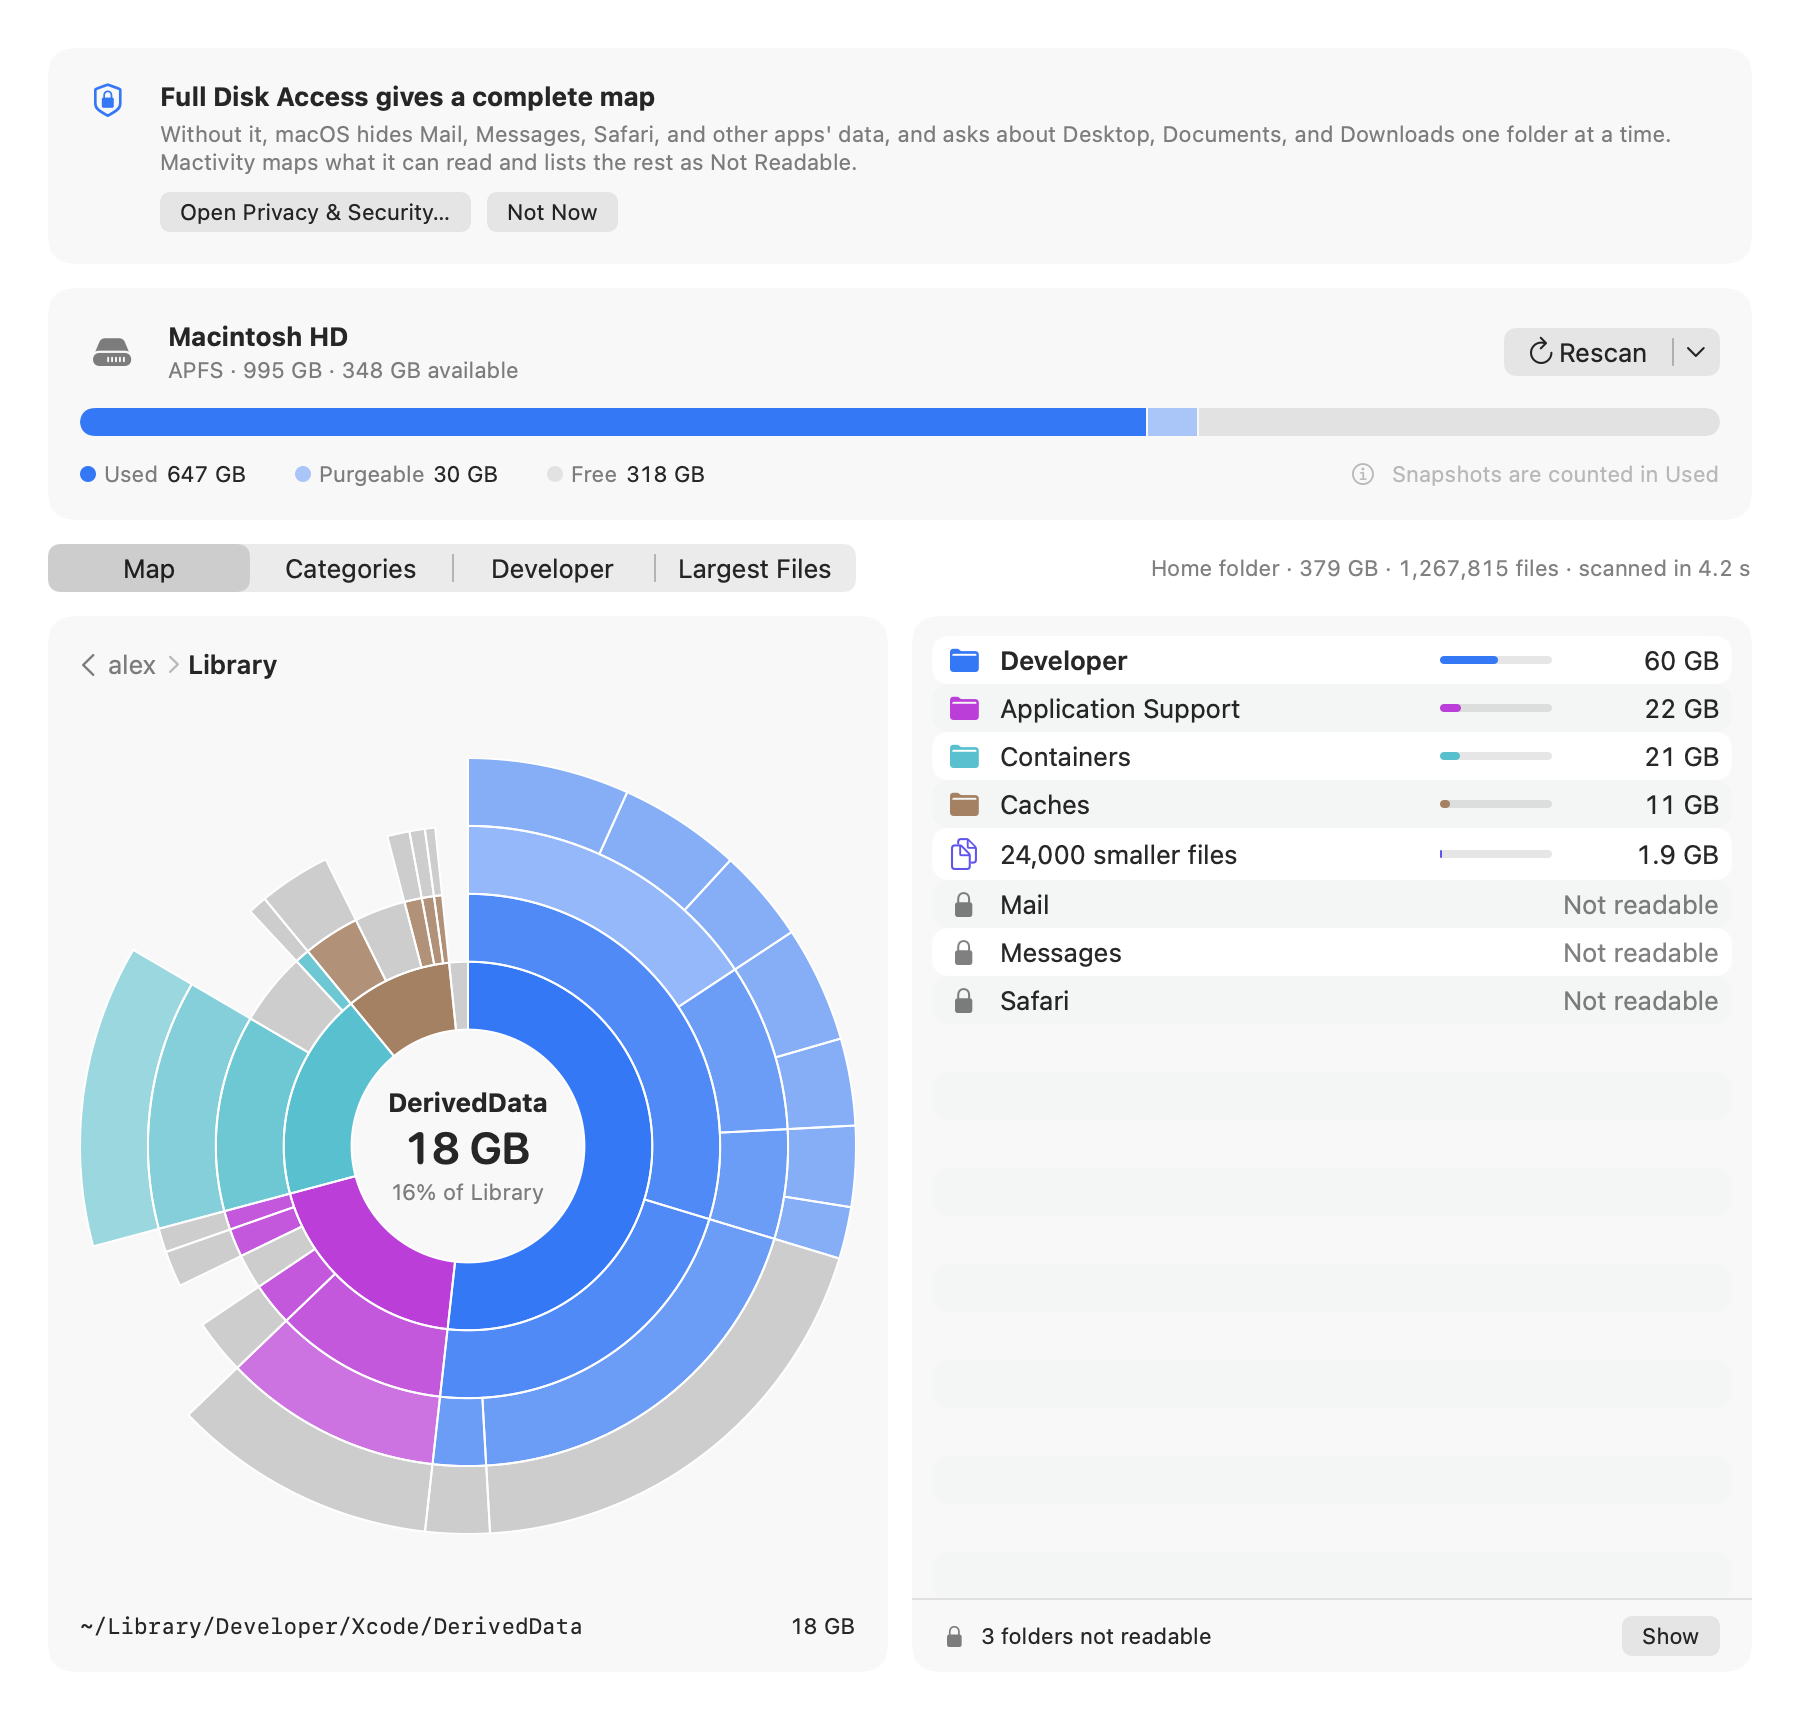 Full Disk Access gives a complete map
Without it, macOS hides Mail, Messages, Safari, and other apps' data, and asks about Desktop, Documents, and Downloads one folder at a time.
Mactivity maps what it can read and lists the rest as Not Readable.
Open Privacy & Security...
Not Now
Macintosh HD
APFS · 995 GB · 348 GB available
Rescan
Used 647 GB
Purgeable 30 GB
Free 318 GB
Snapshots are counted in Used
Map
Categories
Developer
Largest Files
Home folder · 379 GB · 1,267,815 files · scanned in 4.2 s
alex
Library
DerivedData
18 GB
16% of Library
~/Library/Developer/Xcode/DerivedData
18 GB
Developer 60 GB
Application Support 22 GB
Containers 21 GB
Caches 11 GB
24,000 smaller files 1.9 GB
Mail Not readable
Messages Not readable
Safari Not readable
3 folders not readable
Show